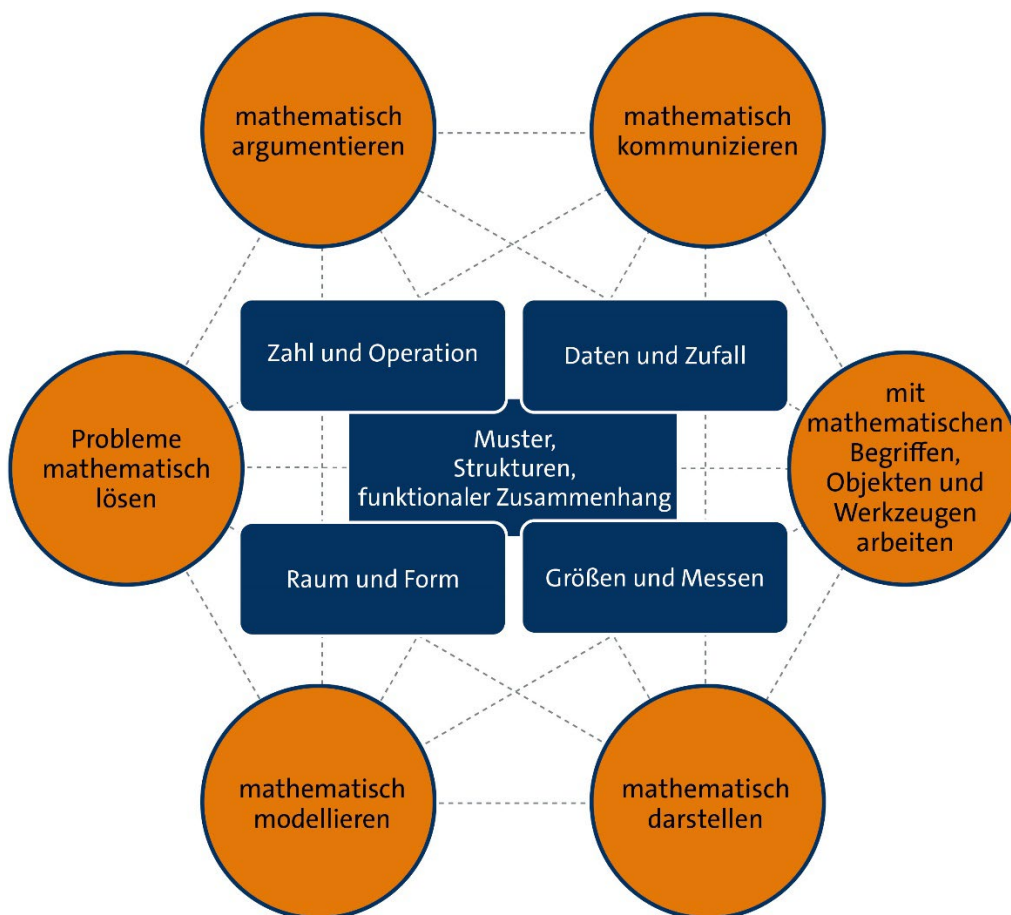 mathematisch
argumentieren
mathematisch
kommunizieren
Zahl und Operation
Daten und Zufall
Probleme
mathematisch
lösen
Muster,
Strukturen,
funktionaler Zusammenhang
mit
mathematischen
Begriffen,
Objekten und
Werkzeugen
arbeiten
Raum und Form
Größen und Messen
mathematisch
modellieren
mathematisch
darstellen